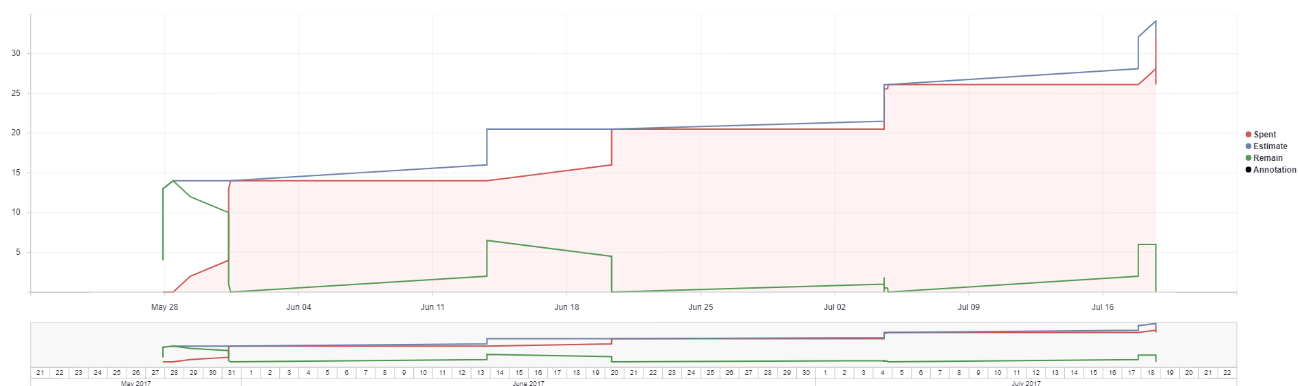 30
25
20
15
10
5
May 28 Jun 04 Jun 11 Jun 18 Jun 25 Jul 02 Jul 09 Jul 16
Spent
Estimate
Remain
Annotation
21 22 23 24 25 26 27 28 29 30 31 1 2 3 4 5 6 7 8 9 10 11 12 13 14 15 16 17 18 19 20 21 22 23 24 25 26 27 28 29 30 1 2 3 4 5 6 7 8 9 10 11 12 13 14 15 16 17 18 19 20 21 22
May 2017 June 2017 July 2017